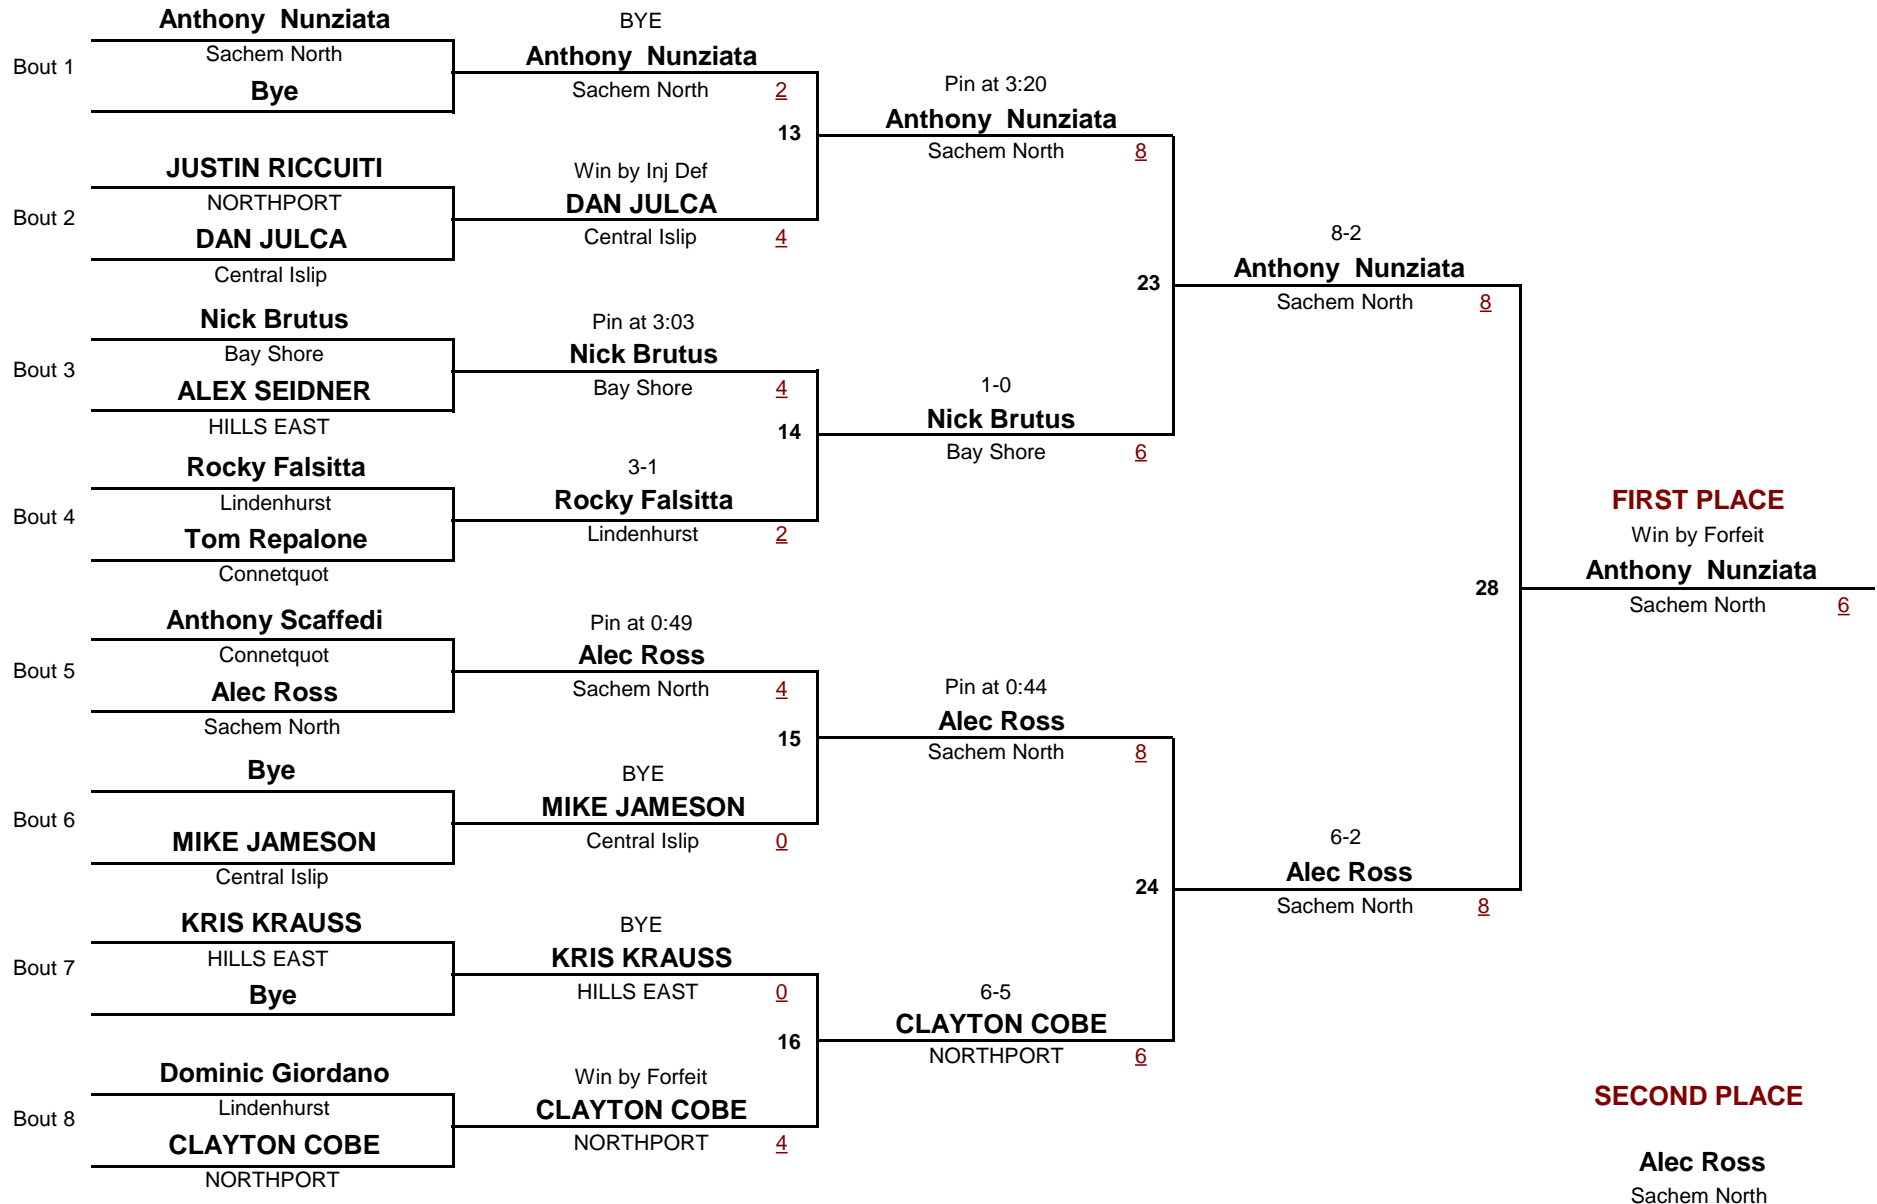 Anthony Nunziata
Bout 1
Sachem North
Bye
JUSTIN RICCUITI
Bout 2
NORTHPORT
DAN JULCA
Central Islip
Nick Brutus
Bout 3
Bay Shore
ALEX SEIDNER
HILLS EAST
Rocky Falsitta
Bout 4
Lindenhurst
Tom Repalone
Connetquot
Anthony Scaffedi
Bout 5
Connetquot
Alec Ross
Sachem North
Bye
Bout 6
MIKE JAMESON
Central Islip
KRIS KRAUSS
Bout 7
HILLS EAST
Bye
Dominic Giordano
Bout 8
Lindenhurst
CLAYTON COBE
NORTHPORT
BYE
Anthony Nunziata
Sachem North 2
13
Win by Inj Def
DAN JULCA
Central Islip 4
Pin at 3:03
Nick Brutus
Bay Shore 4
14
3-1
Rocky Falsitta
Lindenhurst 2
Pin at 0:49
Alec Ross
Sachem North 4
15
BYE
MIKE JAMESON
Central Islip 0
BYE
KRIS KRAUSS
HILLS EAST 0
16
Win by Forfeit
CLAYTON COBE
NORTHPORT 4
Pin at 3:20
Anthony Nunziata
Sachem North 8
23
1-0
Nick Brutus
Bay Shore 6
Pin at 0:44
Alec Ross
Sachem North 8
24
6-5
CLAYTON COBE
NORTHPORT 6
8-2
Anthony Nunziata
Sachem North 8
28
6-2
Alec Ross
Sachem North 8
FIRST PLACE
Win by Forfeit
Anthony Nunziata
Sachem North 6
SECOND PLACE
Alec Ross
Sachem North